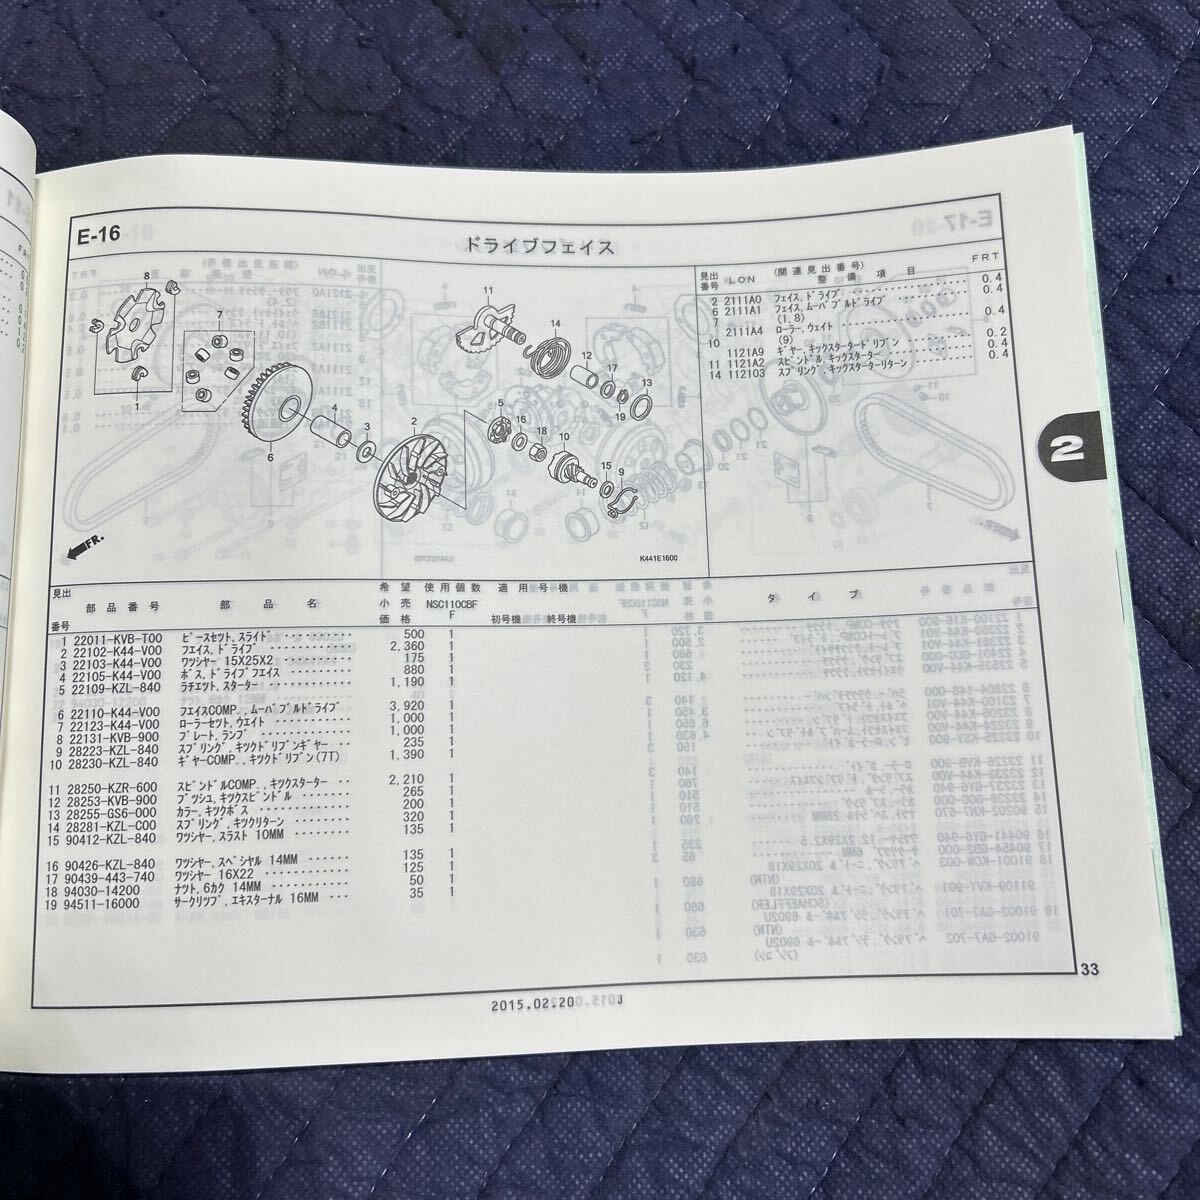 E-16
ドライブフェイス
見出
番号
LON
(関連見出番号)
整備項目
FRT
2 2111A0 フェイス,ドライブ 0.4
6 2111A1 フェイス,ムーバブルドライブ 0.4
7 (1,8)
2111A4 ローラー,ウェイト 0.4
10 (9)
1121A9 ギヤー,キックスタータードリブン 0.2
11 1121A2 スピンドル,キックスターター 0.4
14 112103 スプリング,キックスターターリターン 0.4
8
7
1
6
4
3
2
11
14
12
17
13
19
5
16
18
10
15
9
FR.
K441E1600
2
見出
番号
部品番号
部品名
希望
小売
価格
使用個数
NSC110CBF
F
適用号機
初号機 終号機
タイプ
1 22011-KVB-T00 ピースセット,スライド 500 1
2 22102-K44-V00 フェイス,ドライブ 2,360 1
3 22103-K44-V00 ワッシャー 15X25X2 175 1
4 22105-K44-V00 ボス,ドライブフェイス 880 1
5 22109-KZL-840 ラチェット,スターター 1,190 1
6 22110-K44-V00 フェイスCOMP.,ムーバブルドライブ 3,920 1
7 22123-K44-V00 ローラーセット,ウエイト 1,000 1
8 22131-KVB-900 プレート,ランプ 1,000 1
9 28223-KZL-840 スプリング,キックドリブンギヤー 235 1
10 28230-KZL-840 ギヤーCOMP.,キックドリブン(7T) 1,390 1
11 28250-KZR-600 スピンドルCOMP.,キックスターター 2,210 1
12 28253-KVB-900 ブッシュ,キックスピンドル 265 1
13 28255-GS6-000 カラー,キックボス 200 1
14 28281-KZL-C00 スプリング,キックリターン 320 1
15 90412-KZL-840 ワッシャー,スラスト 10MM 135 1
16 90426-KZL-840 ワッシャー,スペシャル 14MM 135 1
17 90439-443-740 ワッシャー 16X22 125 1
18 94030-14200 ナット,6カク 14MM 50 1
19 94511-16000 サークリップ,エキスターナル 16MM 35 1
33
2015.02.20 J